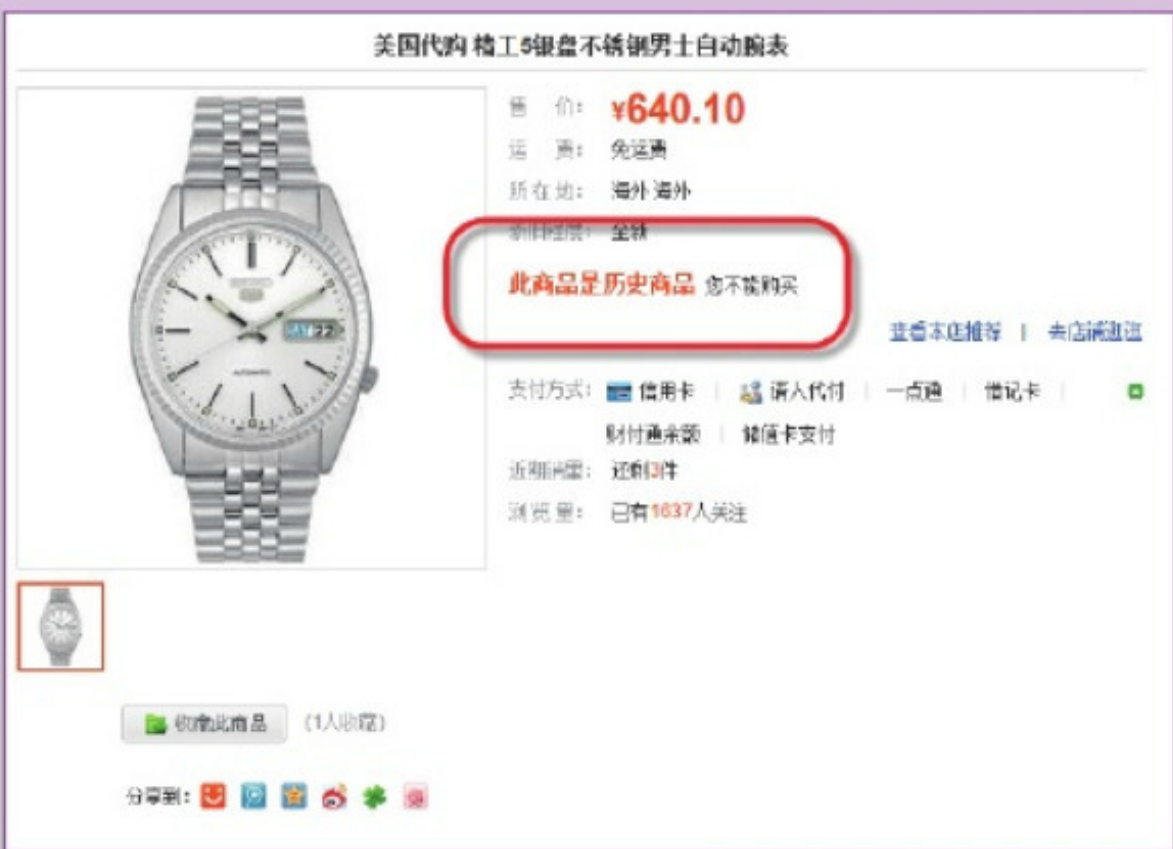 美国代购 精工5银盘不锈钢男士自动腕表
售 价： ¥640.10
运 费： 免运费
所在地： 海外 海外
新旧程度： 全新
此商品是历史商品 您不能购买
查看本店推荐 | 去店铺逛逛
支付方式： 信用卡 | 请人代付 | 一点通 | 借记卡 |
财付通余额 | 储值卡支付
近期销量： 还剩3件
浏览量： 已有1637人关注
SEIKO
5
22
AUTOMATIC
收藏此商品 (1人收藏)
分享到：